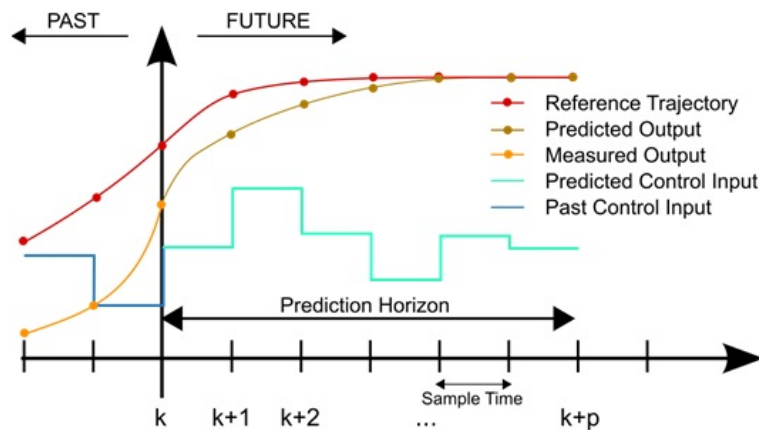 PAST
FUTURE
Reference Trajectory
Predicted Output
Measured Output
Predicted Control Input
Past Control Input
Prediction Horizon
Sample Time
k
k+1
k+2
...
k+p